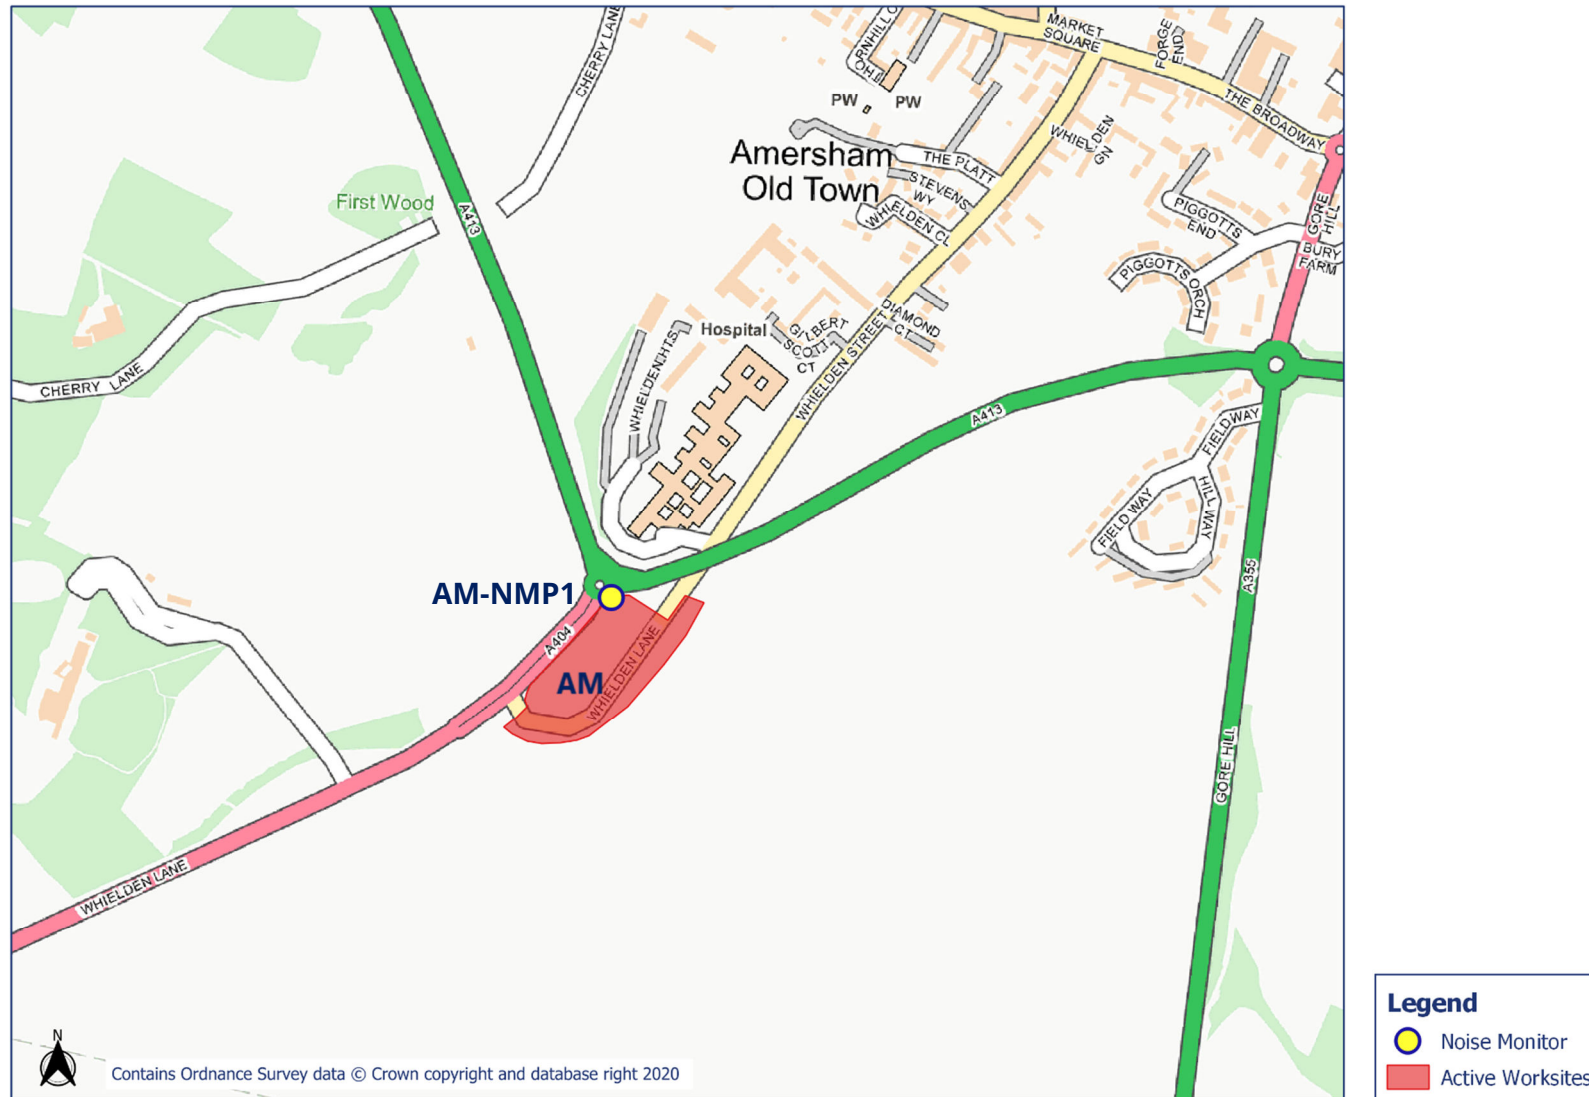 MARKET
SQUARE
FORGE
END
CHERRY LANE
RNHILL C
THO
PW
PW
THE BROADWAY
WHIELDEN
GN
Amersham
Old Town
THE PLATT
STEVENS
WY
WHIELDEN CL
First Wood
A413
PIGGOTTS
END
GORE
HILL
BURY
FARM
PIGGOTTS ORCH
DIAMOND
CT
Hospital
GILBERT
SCOTT
CT
WHIELDEN STREET
WHIELDEN HTS
CHERRY LANE
A413
FIELDWAY
FIELD WAY
HILL WAY
A355
AM-NMP1
A404
WHIELDEN LANE
AM
GORE HILL
WHIELDEN LANE
N
Contains Ordnance Survey data © Crown copyright and database right 2020
Legend
Noise Monitor
Active Worksites